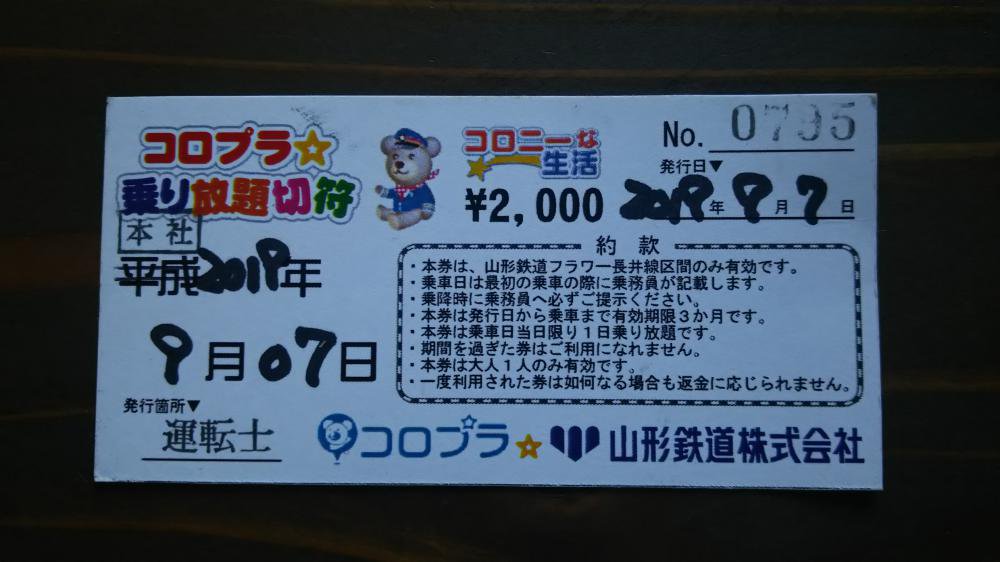 コロプラ☆
乗り放題切符
コロニーな
生活
¥2,000
No. 0795
発行日▼
2019年9月7日
本社
平成2019年
9月07日
約款
・本券は、山形鉄道フラワー長井線区間のみ有効です。
・乗車日は最初の乗車の際に乗務員が記載します。
・乗降時に乗務員へ必ずご提示ください。
・本券は発行日から乗車まで有効期限3か月です。
・本券は乗車日当日限り1日乗り放題です。
・期間を過ぎた券はご利用になれません。
・本券は大人1人のみ有効です。
・一度利用された券は如何なる場合も返金に応じられません。
発行箇所▼
運転士
コロプラ☆
山形鉄道株式会社